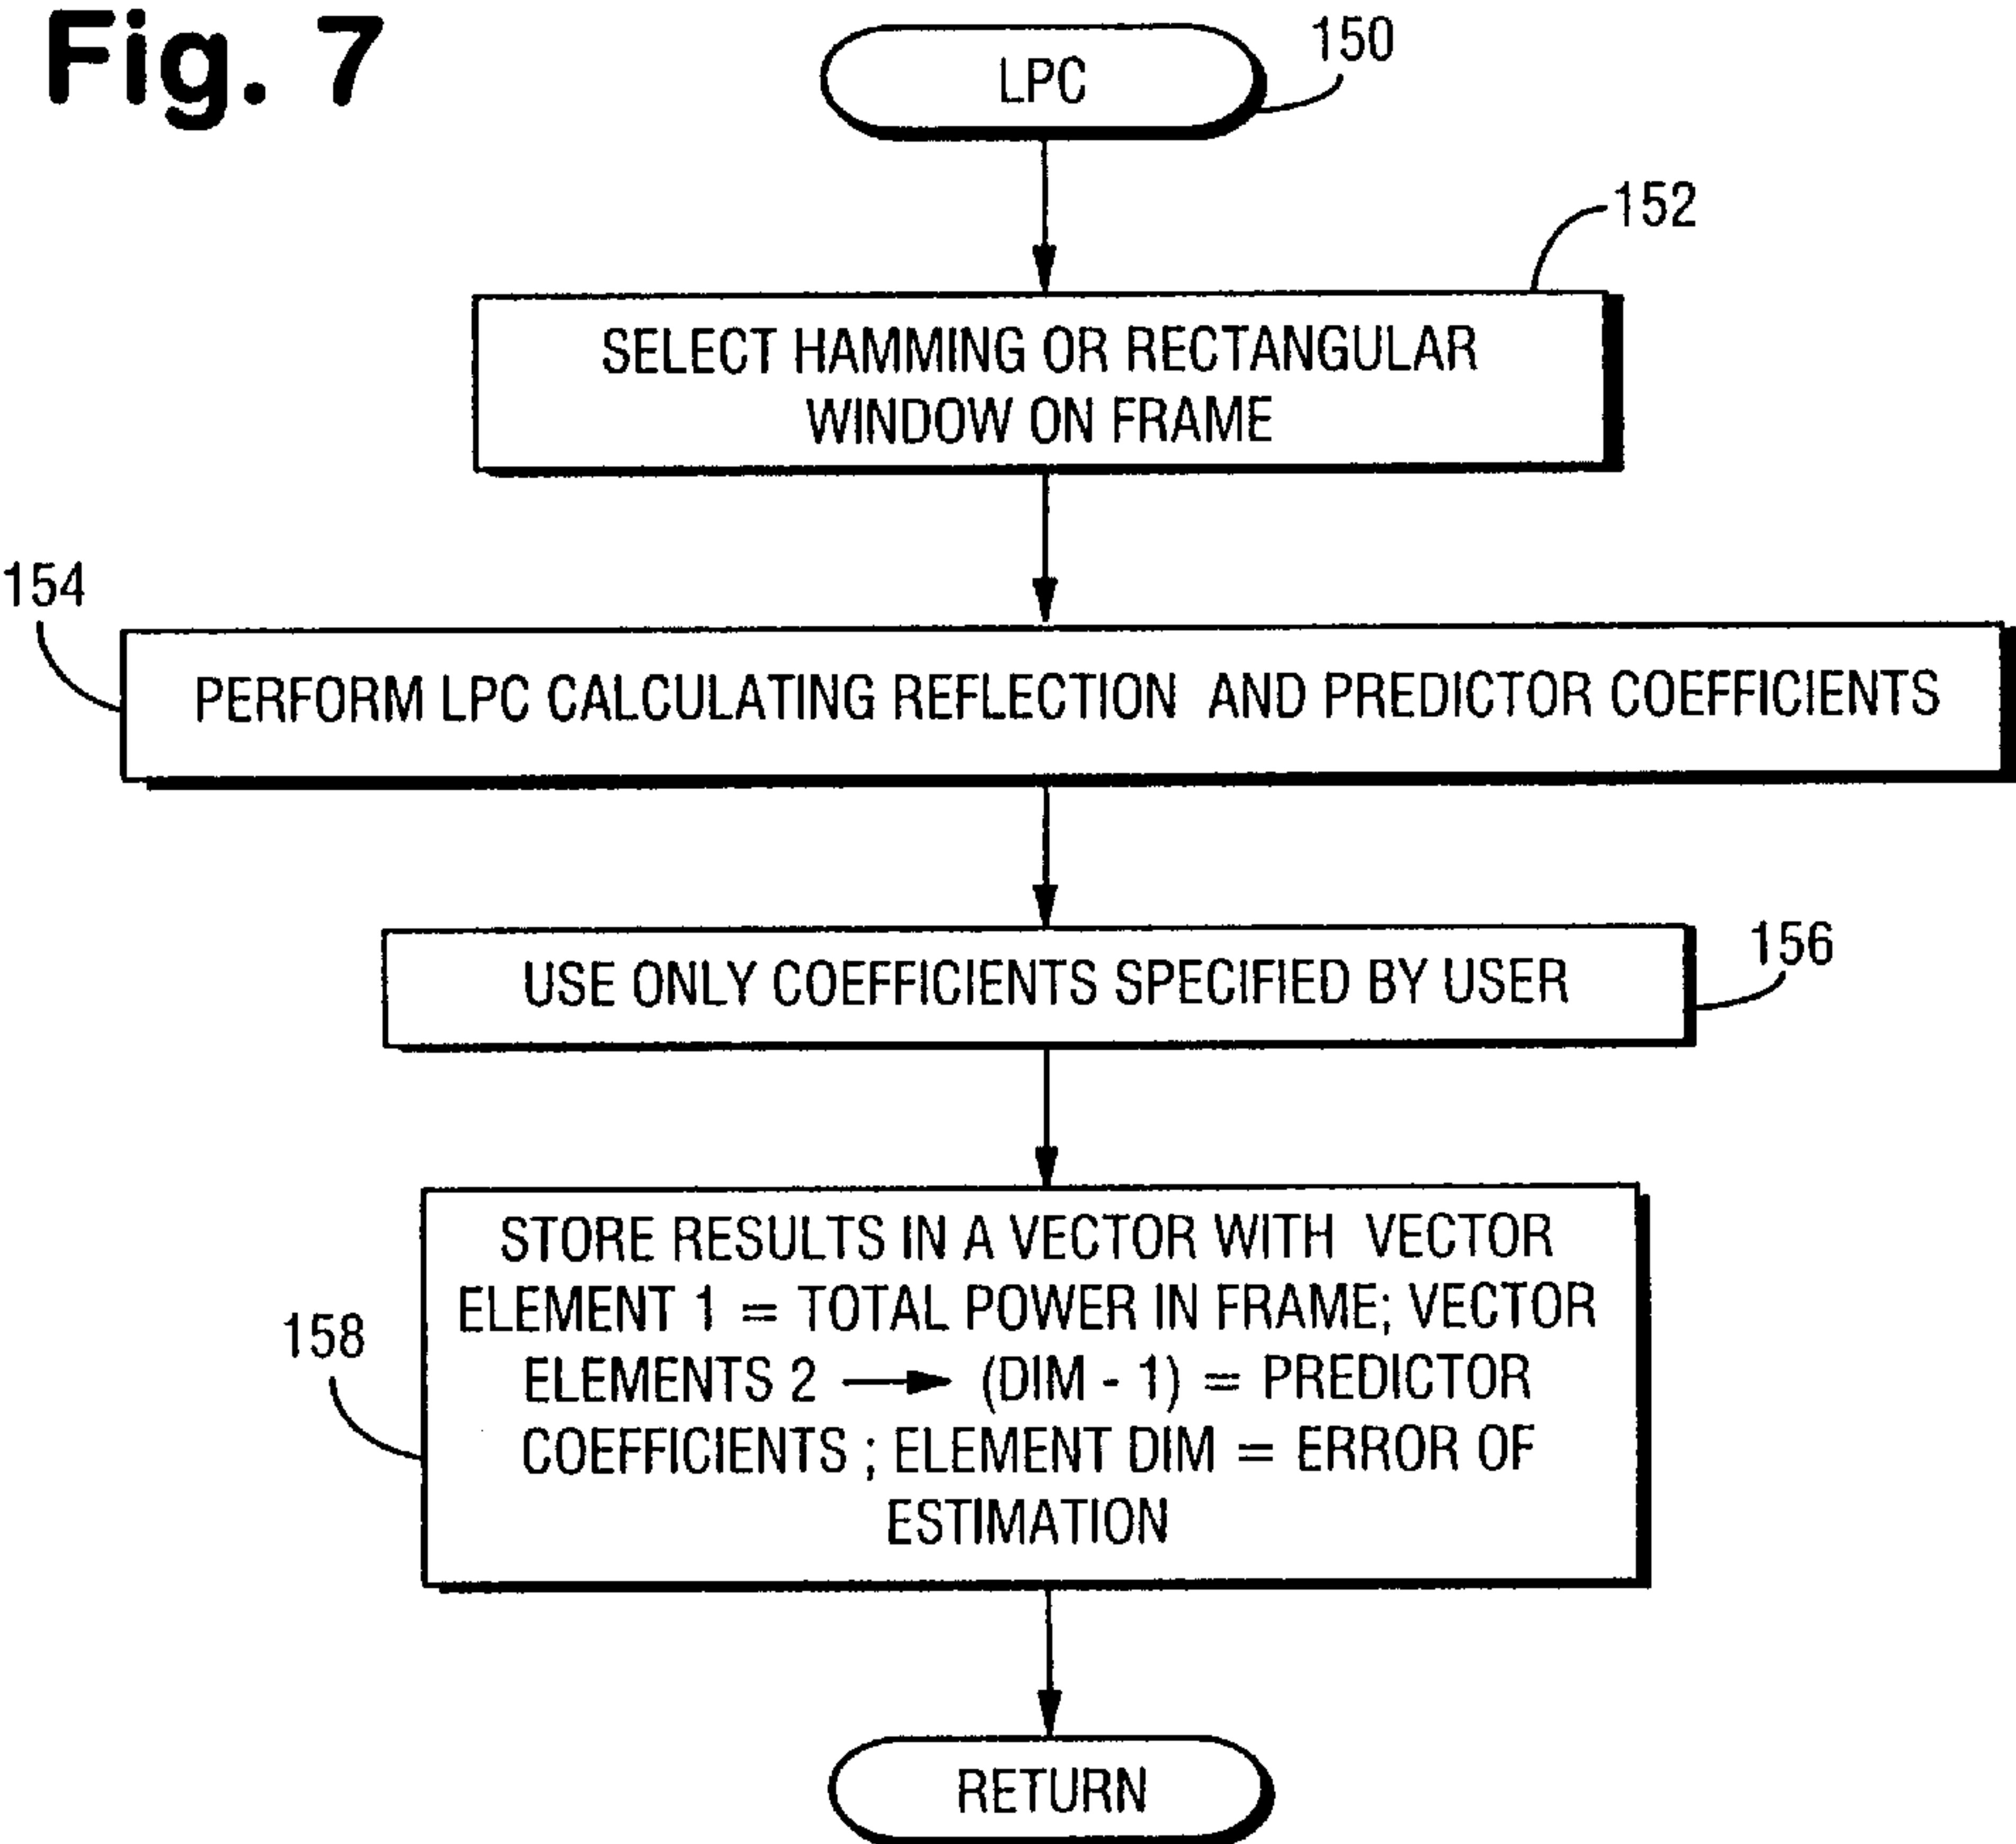 Fig. 7
LPC
150
152
SELECT HAMMING OR RECTANGULAR
WINDOW ON FRAME
154
PERFORM LPC CALCULATING REFLECTION AND PREDICTOR COEFFICIENTS
156
USE ONLY COEFFICIENTS SPECIFIED BY USER
158
STORE RESULTS IN A VECTOR WITH VECTOR
ELEMENT 1 = TOTAL POWER IN FRAME; VECTOR
ELEMENTS 2 → (DIM - 1) = PREDICTOR
COEFFICIENTS ; ELEMENT DIM = ERROR OF
ESTIMATION
RETURN